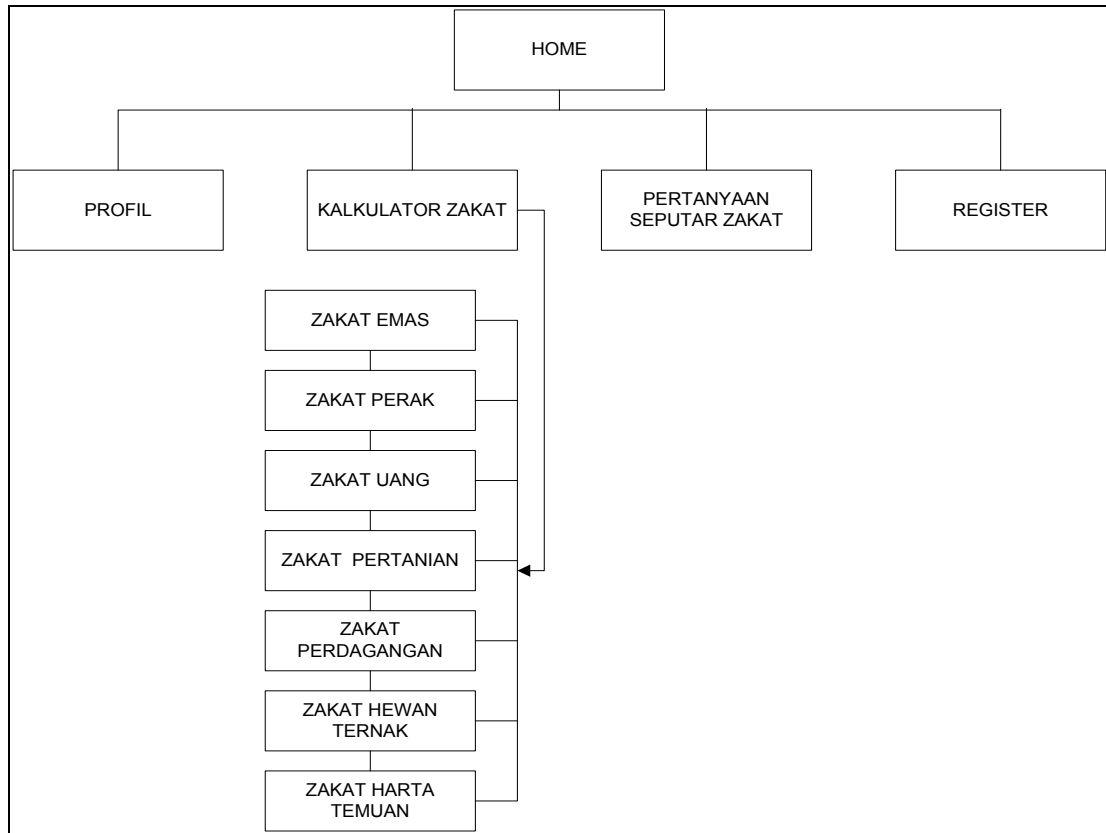 HOME
PROFIL
KALKULATOR ZAKAT
PERTANYAAN
SEPUTAR ZAKAT
REGISTER
ZAKAT EMAS
ZAKAT PERAK
ZAKAT UANG
ZAKAT  PERTANIAN
ZAKAT
PERDAGANGAN
ZAKAT HEWAN
TERNAK
ZAKAT HARTA
TEMUAN